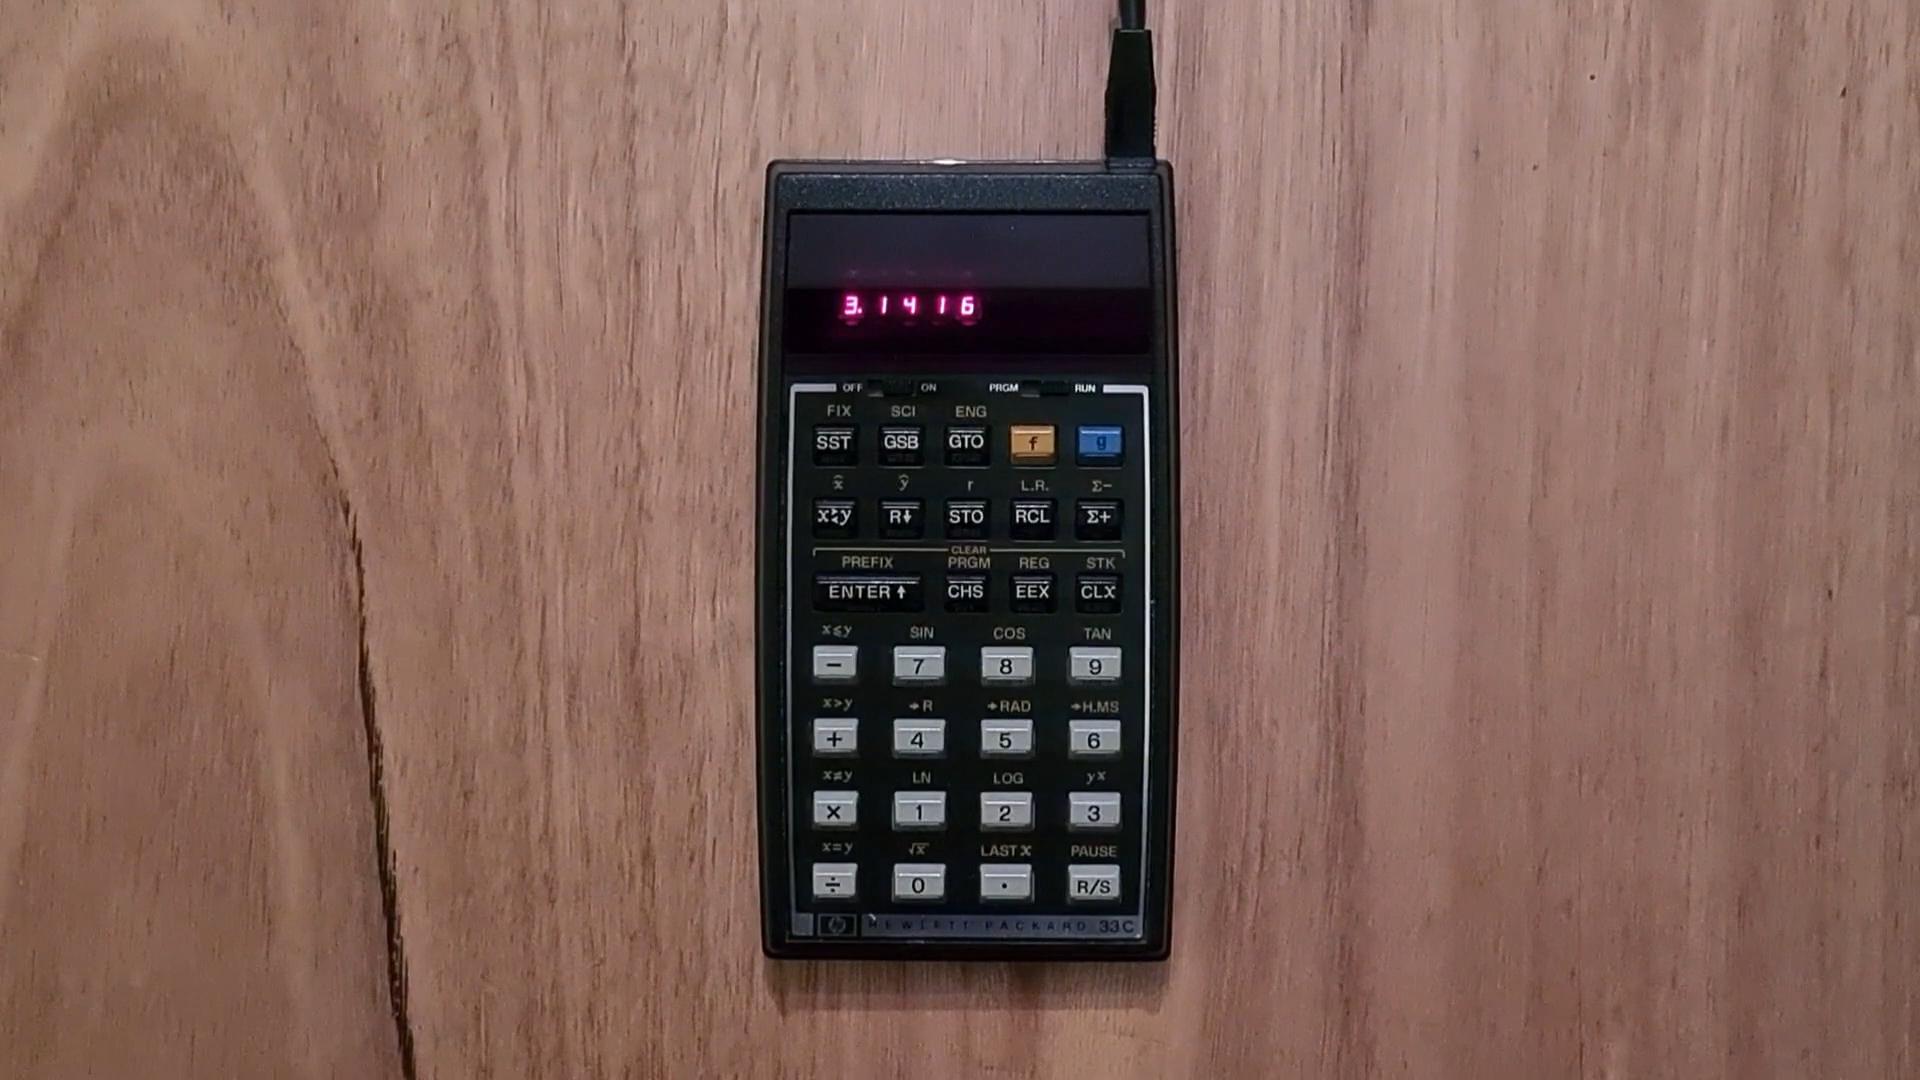 3.1416
OFF ON PRGM RUN
FIX SCI ENG
SST GSB GTO f g
x̂ ŷ r L.R. Σ-
x⇄y R↓ STO RCL Σ+
CLEAR
PREFIX PRGM REG STK
ENTER↑ CHS EEX CLx
x≤y SIN COS TAN
- 7 8 9
x>y →R →RAD →H.MS
+ 4 5 6
x≠y LN LOG yˣ
× 1 2 3
x=y √x LAST x PAUSE
÷ 0 · R/S
hp HEWLETT·PACKARD 33C